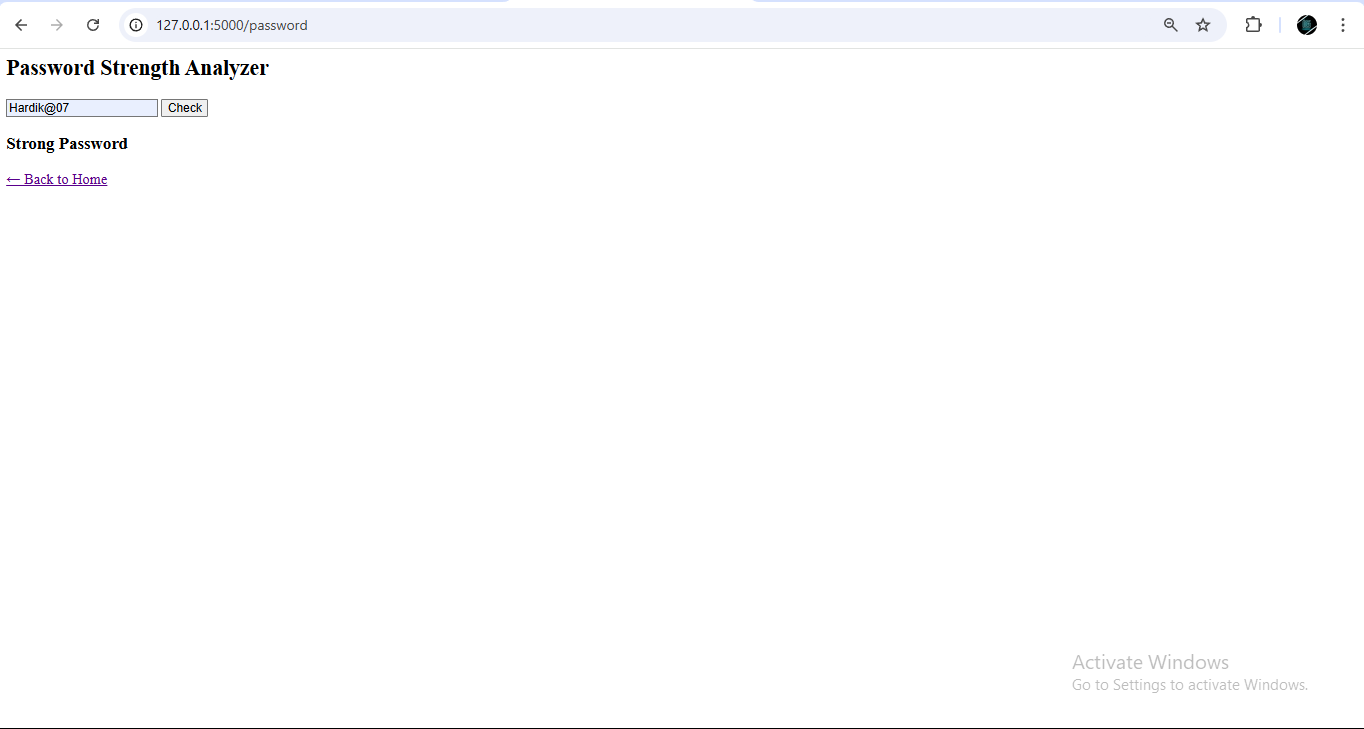 127.0.0.1:5000/password
Password Strength Analyzer
Hardik@07 Check
Strong Password
← Back to Home
Activate Windows
Go to Settings to activate Windows.